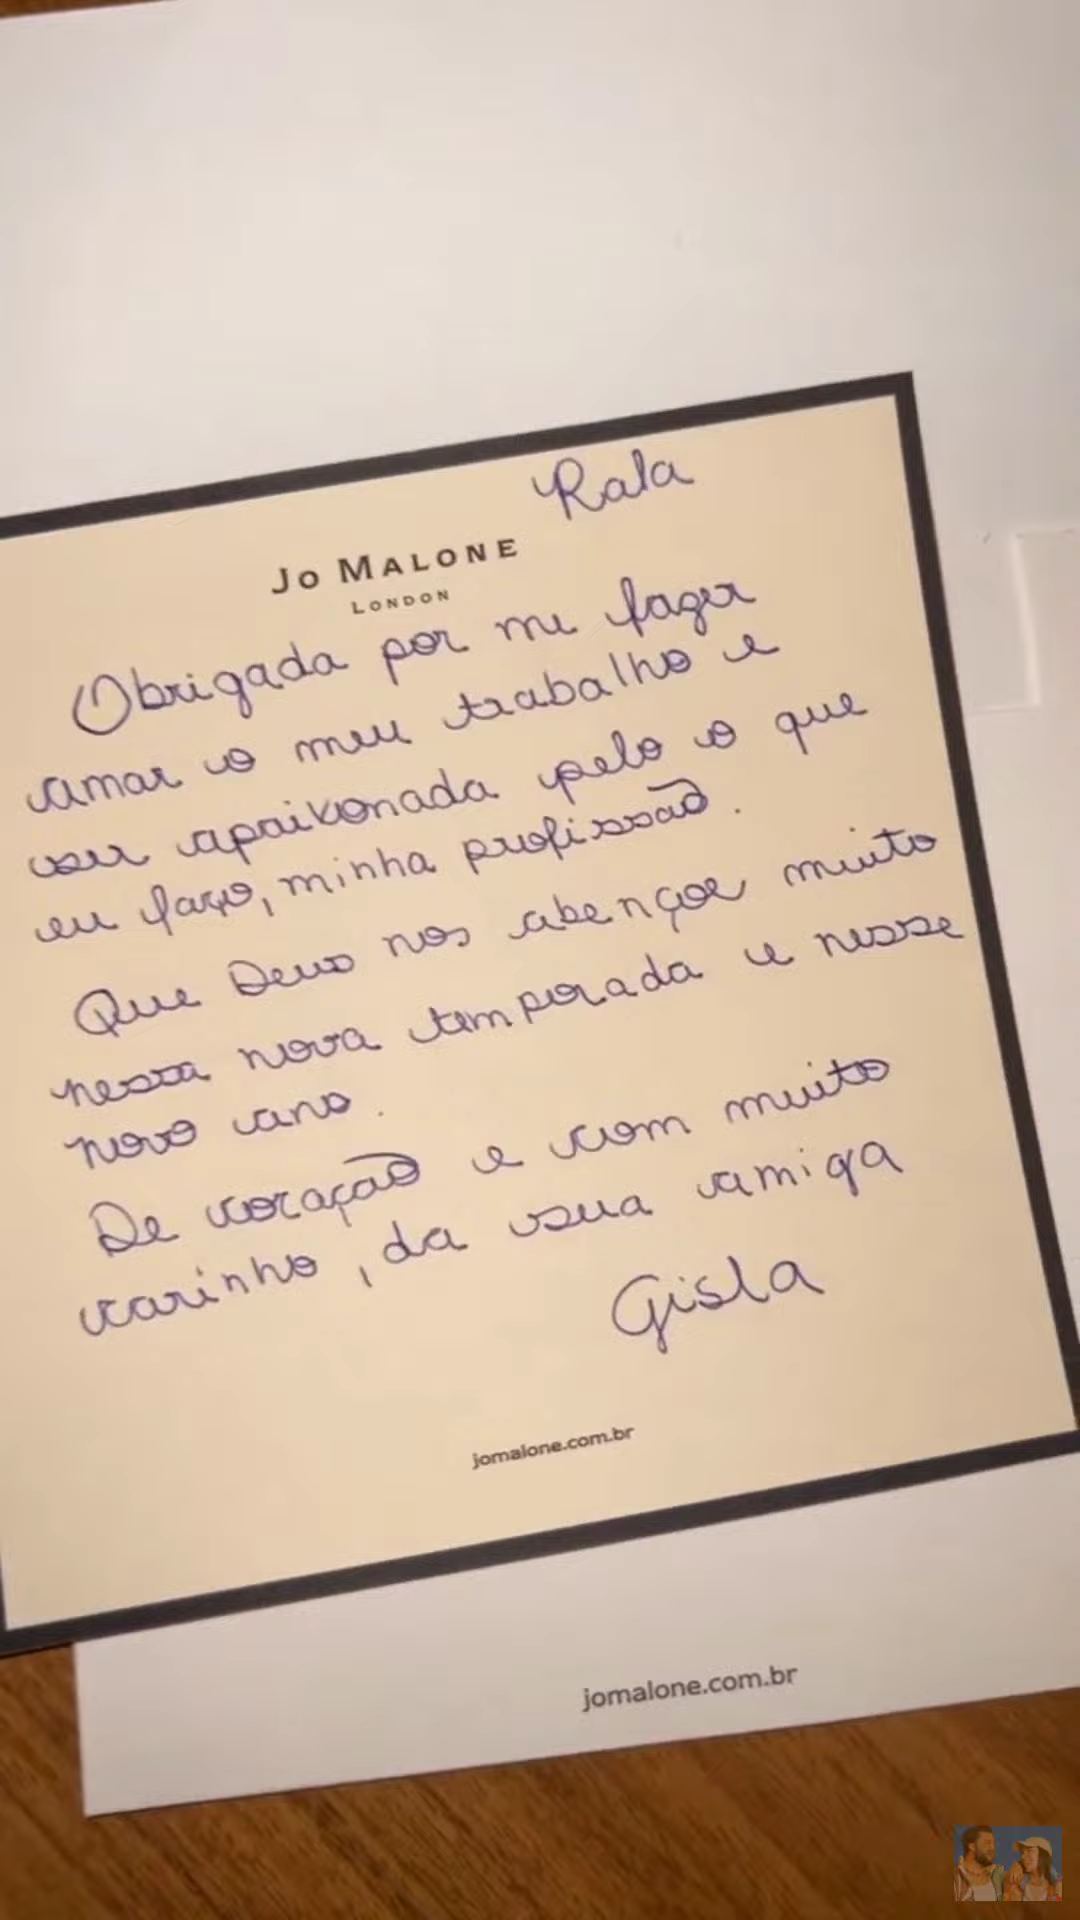 Rala
JO MALONE
LONDON
Obrigada por me fazer
amar o meu trabalho e
ser apaixonada pelo o que
eu faço, minha profissão.
Que Deus nos abençoe muito
nessa nova temporada e nesse
novo ano.
De coração e com muito
carinho, da sua amiga
Gisla
jomalone.com.br
jomalone.com.br